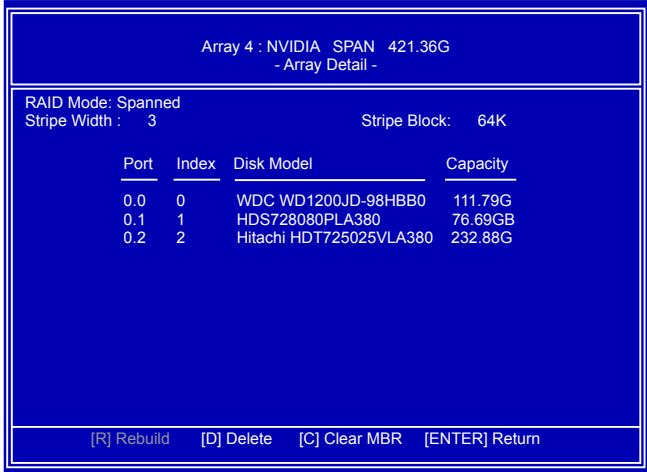 Array 4 : NVIDIA SPAN 421.36G
- Array Detail -
RAID Mode: Spanned
Stripe Width : 3 Stripe Block: 64K
Port Index Disk Model Capacity
0.0 0 WDC WD1200JD-98HBB0 111.79G
0.1 1 HDS728080PLA380 76.69GB
0.2 2 Hitachi HDT725025VLA380 232.88G
[R] Rebuild [D] Delete [C] Clear MBR [ENTER] Return